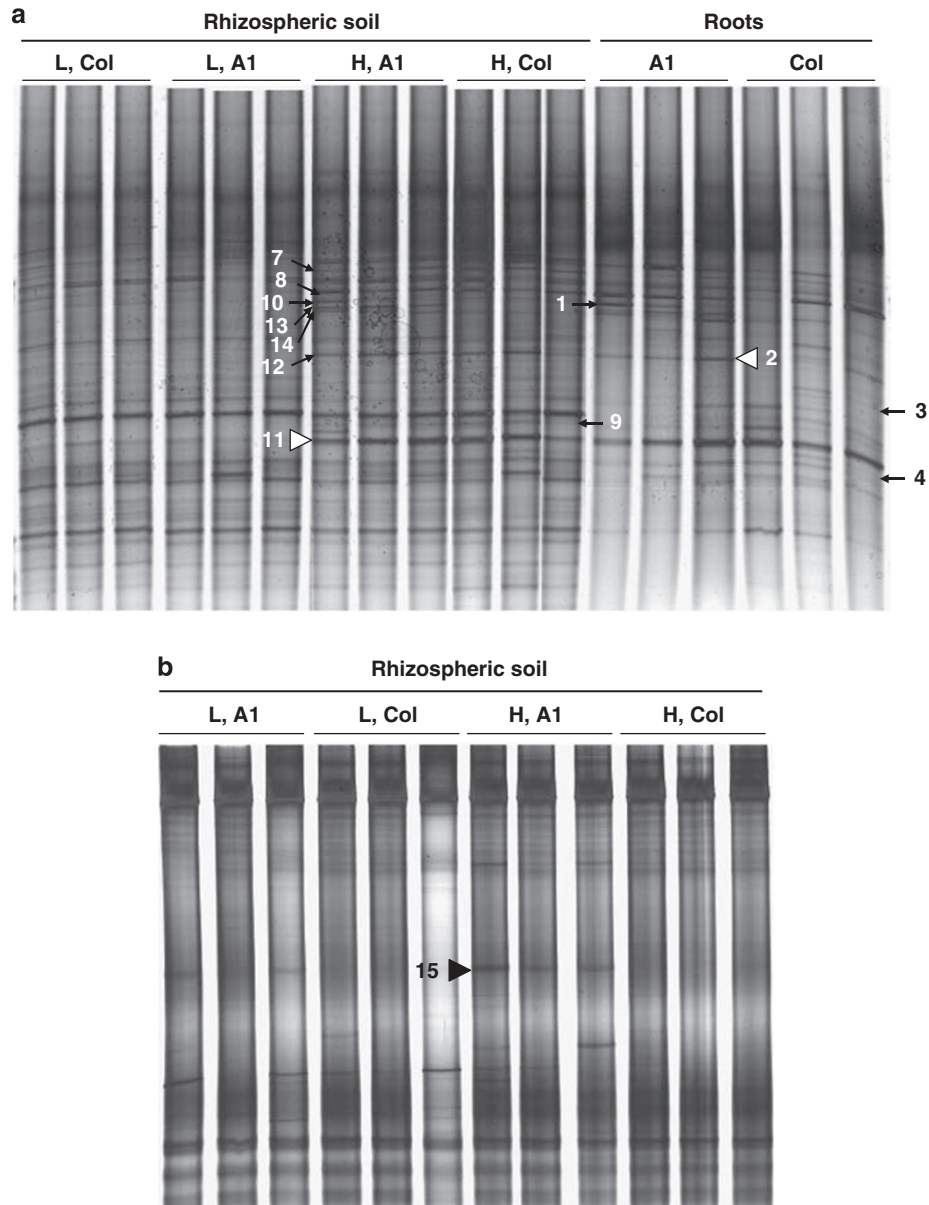 a
Rhizospheric soil Roots
L, Col L, A1 H, A1 H, Col A1 Col
7
8
10
1
13
14
2
12
3
9
11
4
b
Rhizospheric soil
L, A1 L, Col H, A1 H, Col
15